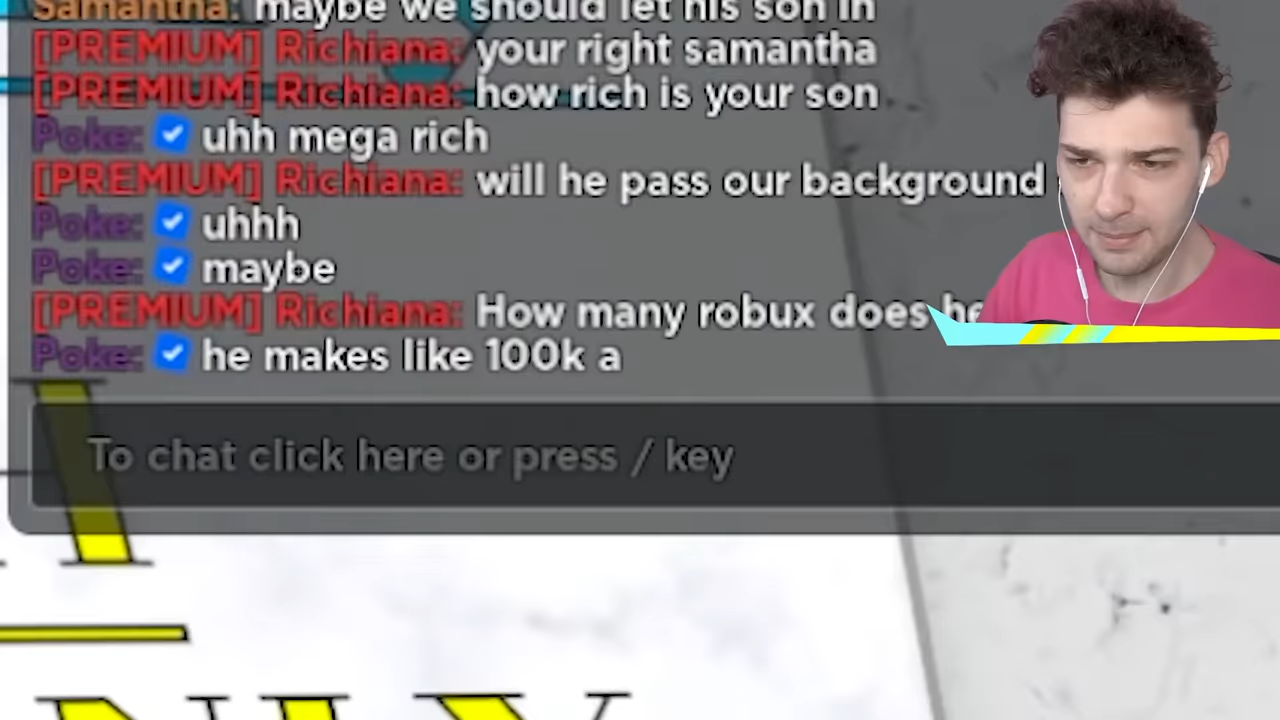 Samantha: maybe we should let his son in
[PREMIUM] Richiana: your right samantha
[PREMIUM] Richiana: how rich is your son
Poke: uhh mega rich
[PREMIUM] Richiana: will he pass our background
Poke: uhhh
Poke: maybe
[PREMIUM] Richiana: How many robux does he
Poke: he makes like 100k a
To chat click here or press / key